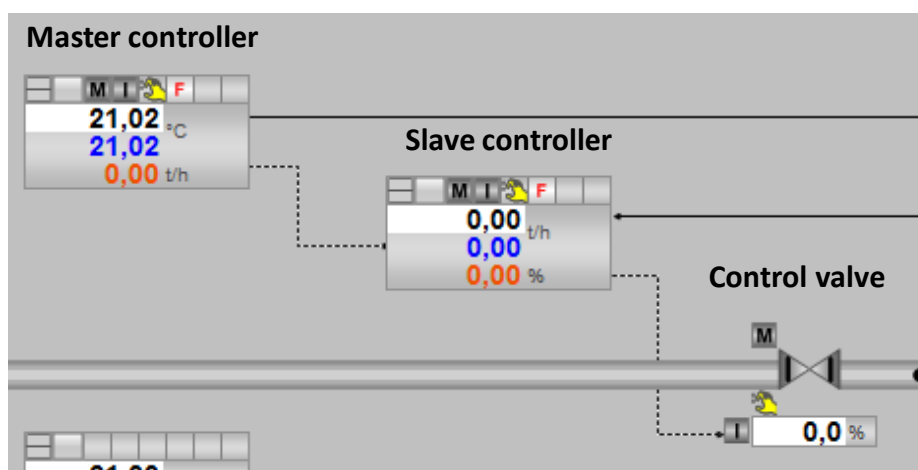 Master controller
M I F
21,02 °C
21,02
0,00 t/h
Slave controller
M I F
0,00 t/h
0,00
0,00 %
Control valve
M
I 0,0 %